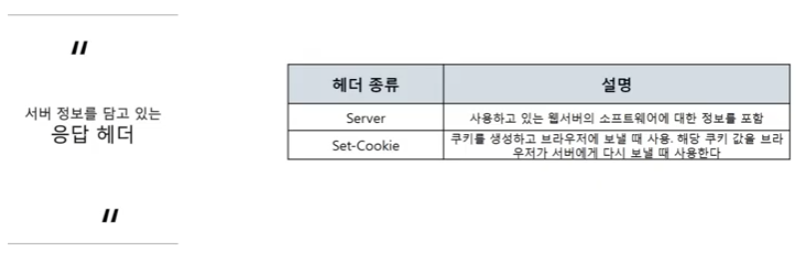 "
서버 정보를 담고 있는
응답 헤더
"
헤더 종류 설명
Server 사용하고 있는 웹서버의 소프트웨어에 대한 정보를 포함
Set-Cookie 쿠키를 생성하고 브라우저에 보낼 때 사용. 해당 쿠키 값을 브라
우저가 서버에게 다시 보낼 때 사용한다